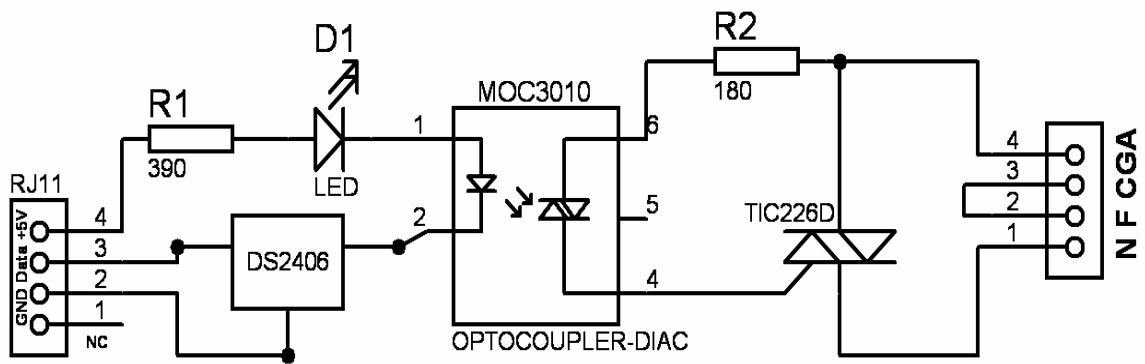 D1
R2
180
MOC3010
R1
390
LED
1
6
RJ11
4
3
2
1
NC
GND Data +5V
DS2406
2
5
4
OPTOCOUPLER-DIAC
TIC226D
4
3
2
1
N F CGA